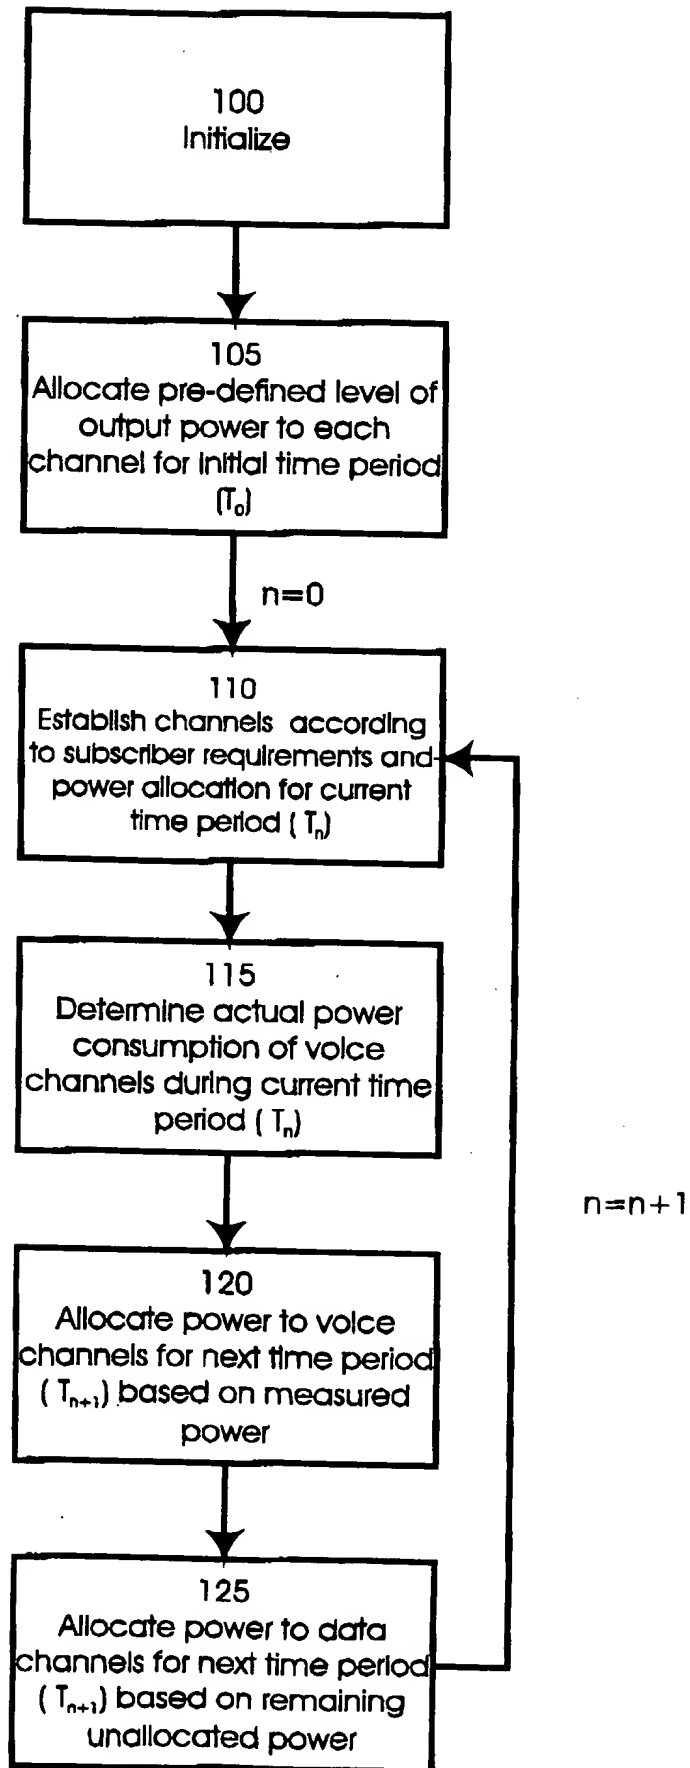 100
Initialize
105
Allocate pre-defined level of
output power to each
channel for initial time period
(T₀)
n=0
110
Establish channels according
to subscriber requirements and
power allocation for current
time period ( Tₙ)
115
Determine actual power
consumption of voice
channels during current time
period ( Tₙ)
n=n+1
120
Allocate power to voice
channels for next time period
( Tₙ₊₁) based on measured
power
125
Allocate power to data
channels for next time period
( Tₙ₊₁) based on remaining
unallocated power